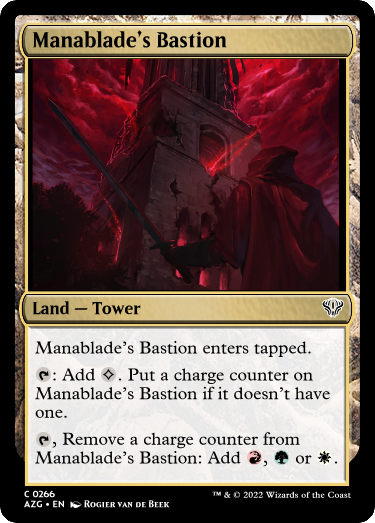 Manablade's Bastion
Land — Tower
Manablade's Bastion enters tapped.
: Add . Put a charge counter on
Manablade's Bastion if it doesn't have
one.
, Remove a charge counter from
Manablade's Bastion: Add , or .
C 0266
AZG • EN Rogier van de Beek
™ & © 2022 Wizards of the Coast